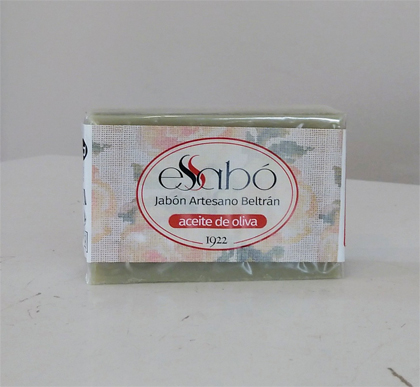 eSsabó
Jabón Artesano Beltrán
aceite de oliva
1922